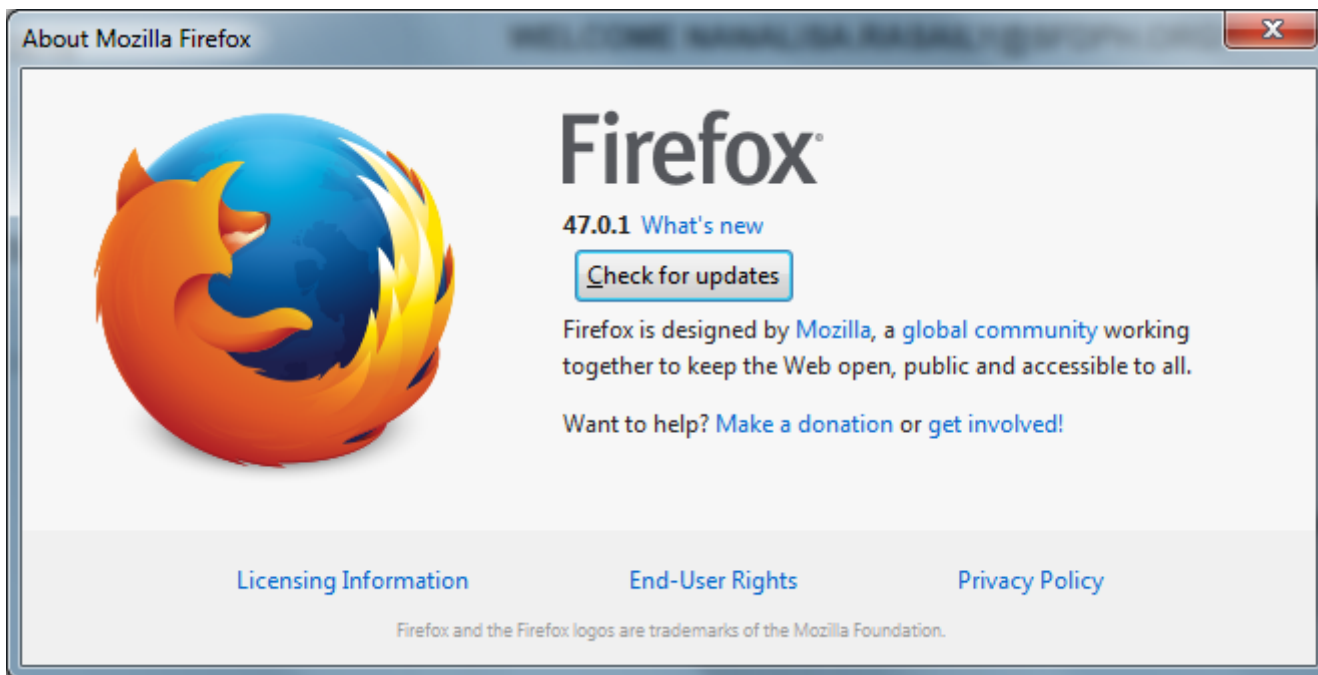 About Mozilla Firefox
Firefox®
47.0.1 What's new
Check for updates
Firefox is designed by Mozilla, a global community working
together to keep the Web open, public and accessible to all.
Want to help? Make a donation or get involved!
Licensing Information End-User Rights Privacy Policy
Firefox and the Firefox logos are trademarks of the Mozilla Foundation.